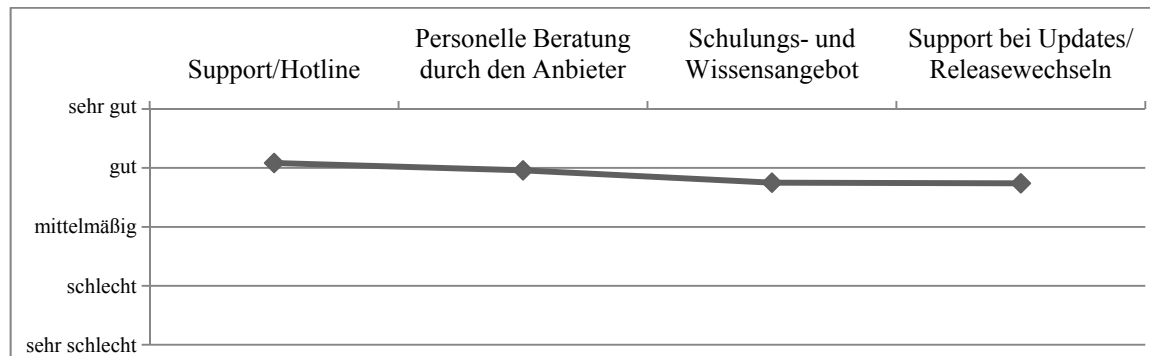 Support/Hotline
Personelle Beratung
durch den Anbieter
Schulungs- und
Wissensangebot
Support bei Updates/
Releasewechseln
sehr gut
gut
mittelmäßig
schlecht
sehr schlecht